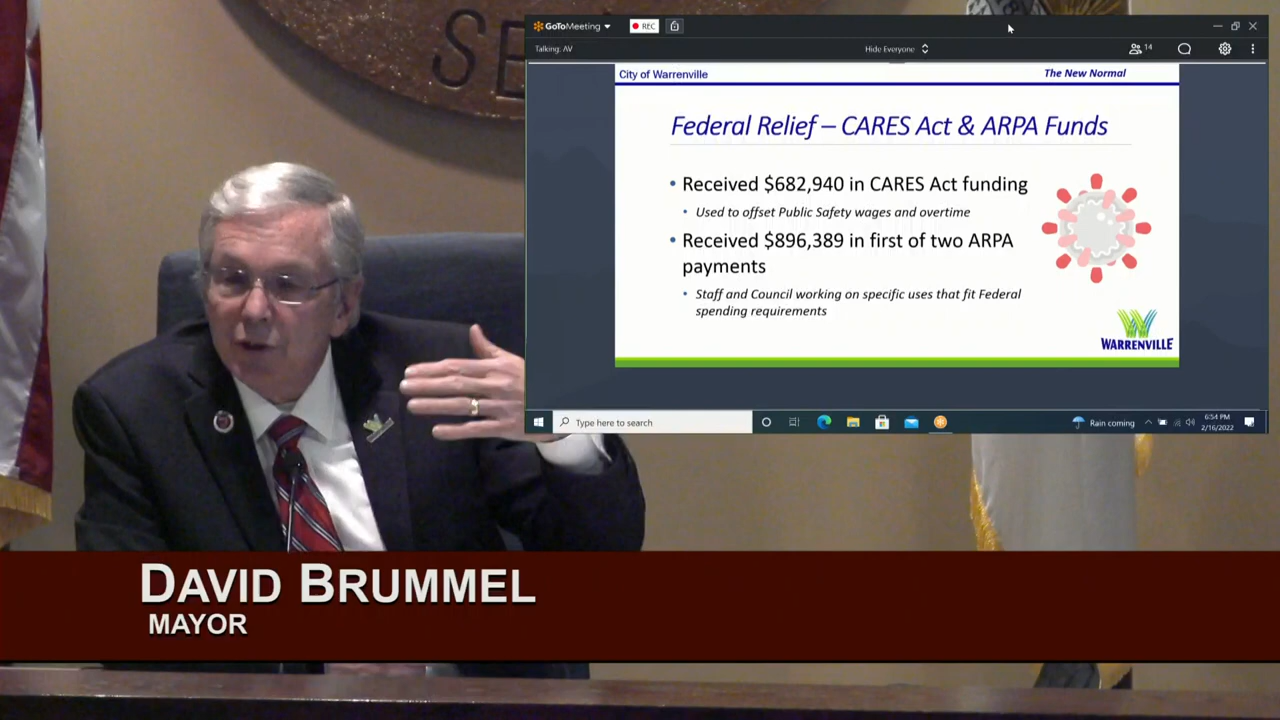 SE
GoToMeeting
REC
Talking: AV
Hide Everyone
14
City of Warrenville
The New Normal
Federal Relief – CARES Act & ARPA Funds
• Received $682,940 in CARES Act funding
• Used to offset Public Safety wages and overtime
• Received $896,389 in first of two ARPA
payments
• Staff and Council working on specific uses that fit Federal
spending requirements
WARRENVILLE
Type here to search
Rain coming
6:54 PM
2/16/2022
DAVID BRUMMEL
MAYOR